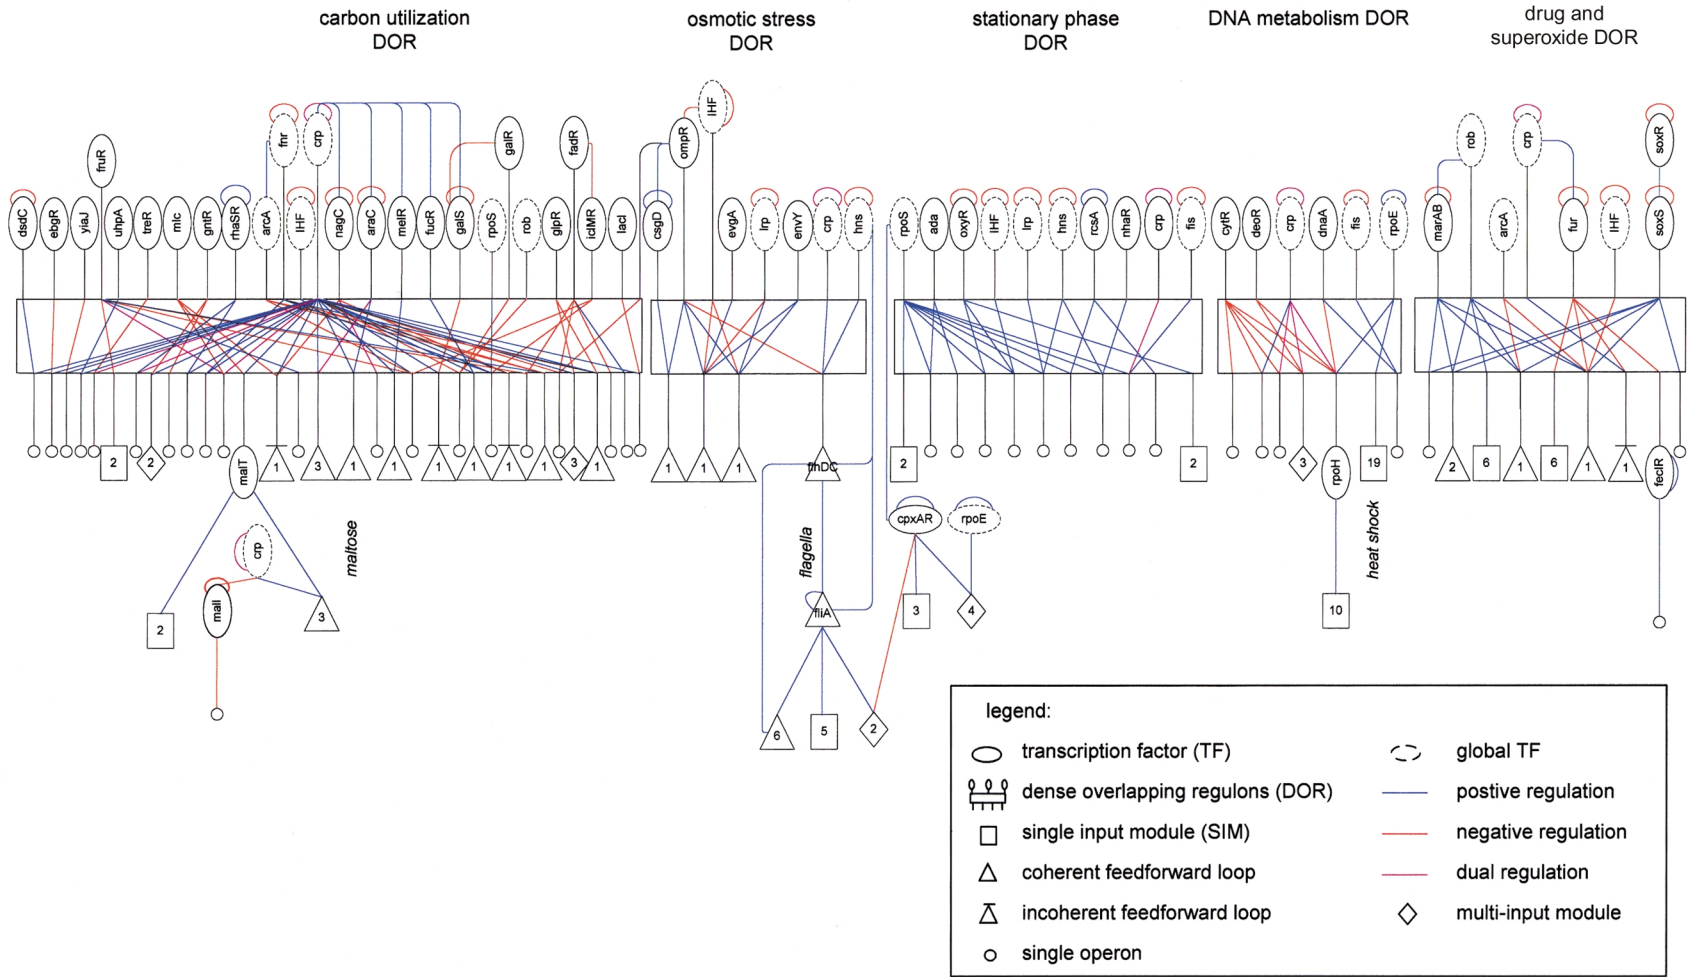 carbon utilization
DOR
osmotic stress
DOR
stationary phase
DOR
DNA metabolism DOR
drug and
superoxide DOR
fnr
crp
galR
fadR
fruR
IHF
ompR
rob
crp
soxR
dsdC
ebgR
yiaJ
uhpA
treR
mlc
gntR
rhaSR
arcA
IHF
nagC
araC
melR
fucR
galS
rpoS
rob
glpR
iclMR
lacI
csgD
evgA
lrp
envY
crp
hns
rpoS
ada
oxyR
IHF
lrp
hns
rcsA
nhaR
crp
fis
cytR
deoR
crp
dnaA
fis
rpoE
marAB
arcA
fur
IHF
soxS
2
2
malT
1
3
1
1
1
1
1
1
3
1
1
1
1
flhDC
2
2
3
rpoH
19
2
6
1
6
1
1
fecIR
crp
maltose
malI
2
3
flagella
cpxAR
rpoE
heat shock
fliA
3
4
10
6
5
2
legend:
transcription factor (TF)
global TF
dense overlapping regulons (DOR)
postive regulation
single input module (SIM)
negative regulation
coherent feedforward loop
dual regulation
incoherent feedforward loop
multi-input module
single operon